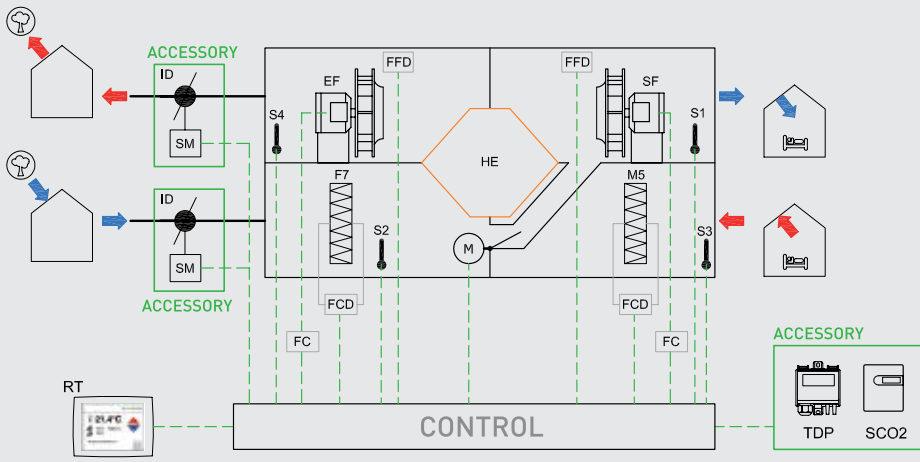 ACCESSORY
ID
SM
ID
SM
ACCESSORY
FFD
FFD
EF
SF
S4
S1
HE
F7
M5
S2
S3
M
FCD
FCD
FC
FC
RT
21.4°C
CONTROL
ACCESSORY
TDP
SCO2